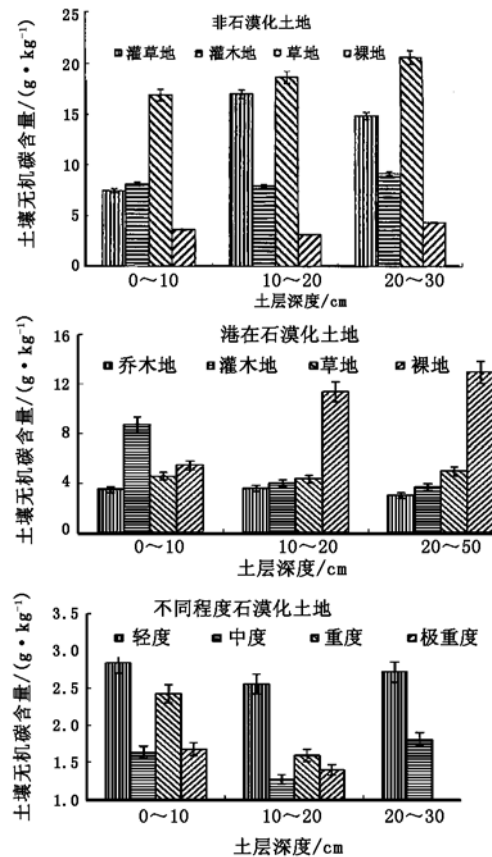 非石漠化土地
灌草地 灌木地 草地 裸地
土壤无机碳含量/(g·kg⁻¹)
25
20
15
10
5
0
0~10 10~20 20~30
土层深度/cm
港在石漠化土地
乔木地 灌木地 草地 裸地
土壤无机碳含量/(g·kg⁻¹)
16
12
8
4
0
0~10 10~20 20~50
土层深度/cm
不同程度石漠化土地
轻度 中度 重度 极重度
土壤无机碳含量/(g·kg⁻¹)
3.5
3.0
2.5
2.0
1.5
1.0
0~10 10~20 20~30
土层深度/cm